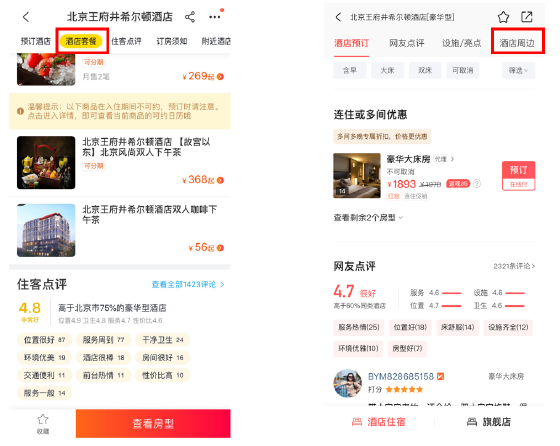 北京王府井希尔顿酒店
预订酒店 酒店套餐 住客点评 订房须知 附近酒店
可分期
月售2笔
¥269起
温馨提示：以下商品在入住期间不可约，预订时请注意。
点击进入详情，即可查看当前商品的可约日历哦
北京王府井希尔顿酒店 【故宫以
东】北京风尚双人下午茶
可分期
¥368起
北京王府井希尔顿酒店双人咖啡下
午茶
¥56起
住客点评
查看全部1423评论
4.8
高于北京市75%的豪华型酒店
位置4.9 卫生4.8 服务4.7 性价比4.6
位置很好 87
服务周到 77
干净卫生 24
环境优美 19
酒店很棒 18
房间很好 16
交通便利 11
前台热情 11
性价比高 10
服务一般 14
收藏
查看房型
北京王府井希尔顿酒店[豪华型]
酒店预订 网友点评 设施/亮点 酒店周边
含早
大床
双床
可取消
筛选
连住或多间优惠
多间多晚专属折扣，价格更优惠
豪华大床房 代理
不可取消
¥1893 ¥1978
预订
在线付
14
查看剩余2个房型
网友点评
2321条评论
4.7 很好
高于60%同类酒店
服务 4.6
设施 4.6
位置 4.7
卫生 4.6
服务热情(25)
位置好(18)
床舒服(14)
设施齐全(12)
环境优雅(10)
房型好(7)
BYM828685158
豪华大床房
打分
酒店住宿
旗舰店